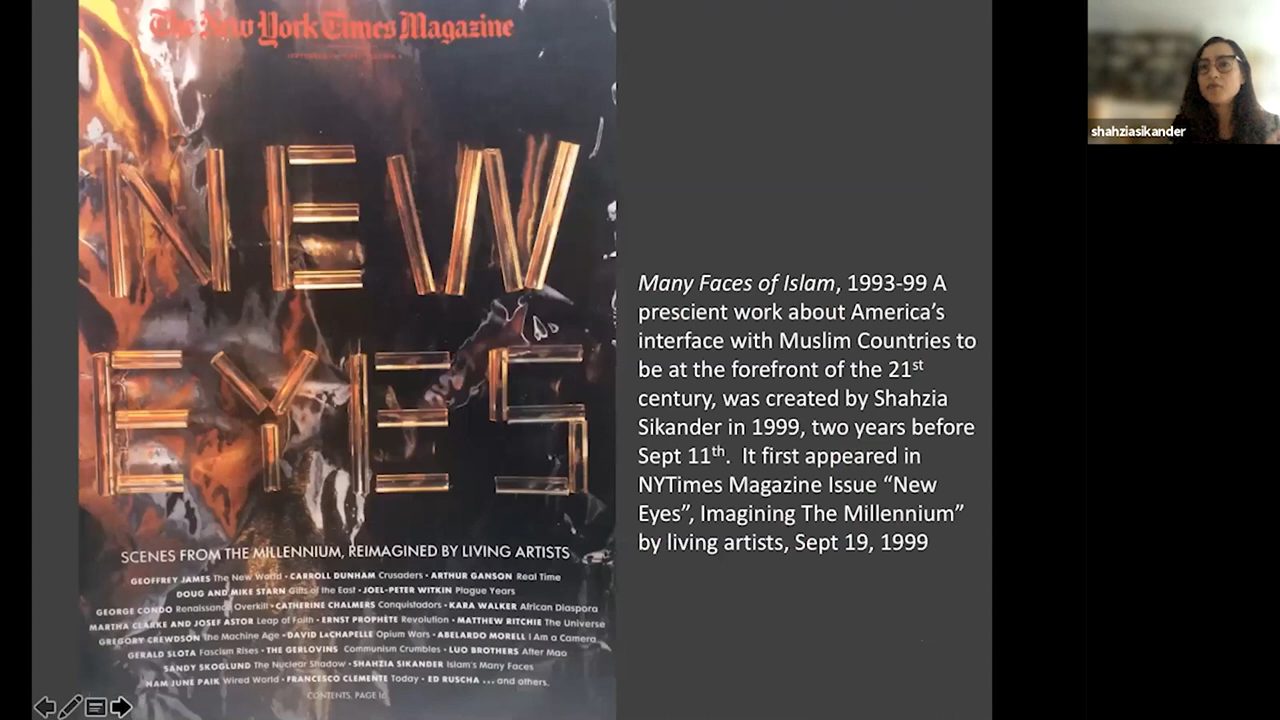 The New York Times Magazine
NEW
EYES
SCENES FROM THE MILLENNIUM, REIMAGINED BY LIVING ARTISTS
GEOFFREY JAMES The New World • CARROLL DUNHAM Crusaders • ARTHUR GANSON Real Time
DOUG AND MIKE STARN Gifts of the East • JOEL-PETER WITKIN Plague Years
GEORGE CONDO Renaissance Overkill • CATHERINE CHALMERS Conquistadors • KARA WALKER African Diaspora
MARTHA CLARKE AND JOSEF ASTOR Leap of Faith • ERNST PROPHÈTE Revolution • MATTHEW RITCHIE The Universe
GREGORY CREWDSON The Machine Age • DAVID LaCHAPELLE Opium Wars • ABELARDO MORELL I Am a Camera
GERALD SLOTA Fascism Rises • THE GERLOVINS Communism Crumbles • LUO BROTHERS After Mao
SANDY SKOGLUND The Nuclear Shadow • SHAHZIA SIKANDER Islam's Many Faces
NAM JUNE PAIK Wired World • FRANCESCO CLEMENTE Today • ED RUSCHA ... and others.
CONTENTS, PAGE
Many Faces of Islam, 1993-99 A
prescient work about America's
interface with Muslim Countries to
be at the forefront of the 21st
century, was created by Shahzia
Sikander in 1999, two years before
Sept 11th. It first appeared in
NYTimes Magazine Issue "New
Eyes", Imagining The Millennium"
by living artists, Sept 19, 1999
shahziasikander